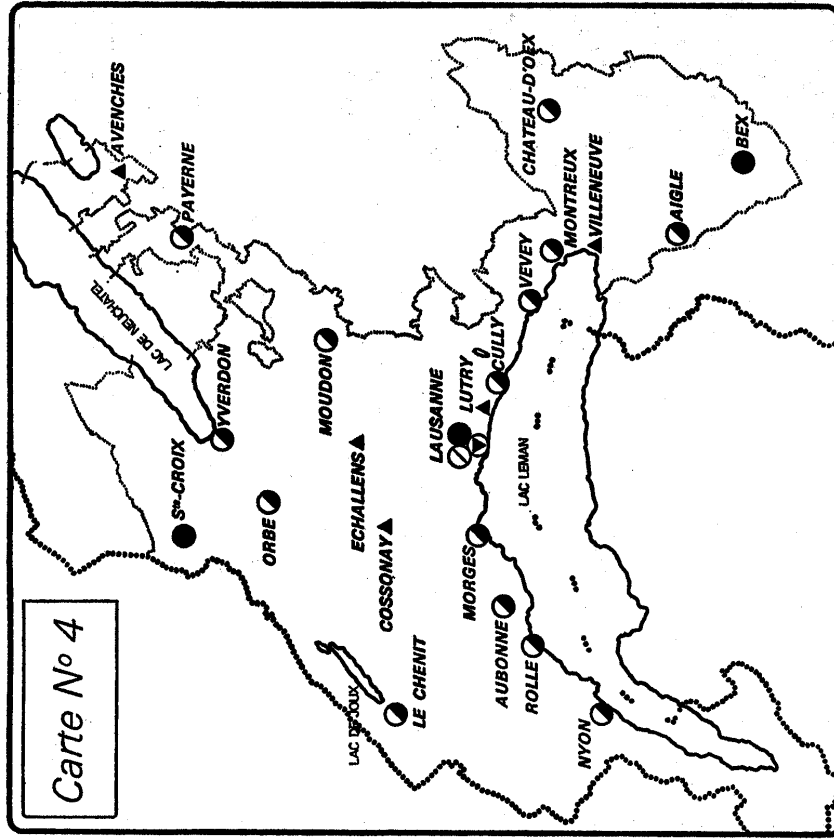 Carte Nº 4
AVENCHES
PAYERNE
LAC DE NEUCHATEL
YVERDON
Ste-CROIX
ORBE
MOUDON
ECHALLENS
COSSONAY
LAC DE JOUX
LE CHENIT
CHATEAU-D'OEX
MONTREUX
VILLENEUVE
BEX
AIGLE
VEVEY
CULLY
LUTRY
LAUSANNE
LAC LEMAN
MORGES
AUBONNE
ROLLE
NYON